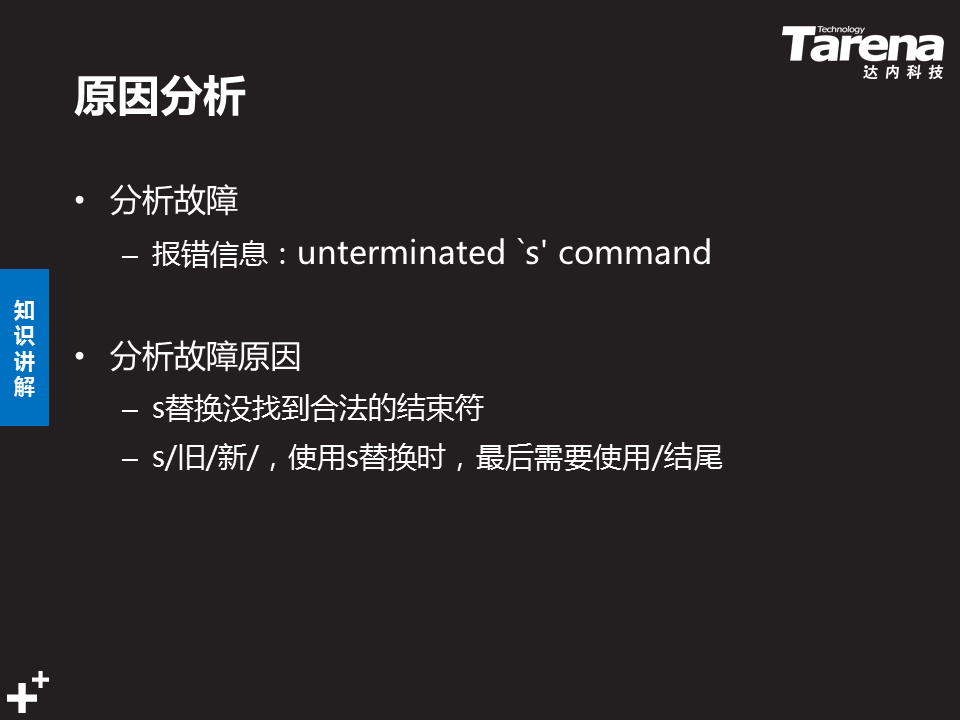 Technology
Tarena
达内科技
原因分析
• 分析故障
– 报错信息：unterminated `s' command
知识讲解
• 分析故障原因
– s替换没找到合法的结束符
– s/旧/新/，使用s替换时，最后需要使用/结尾